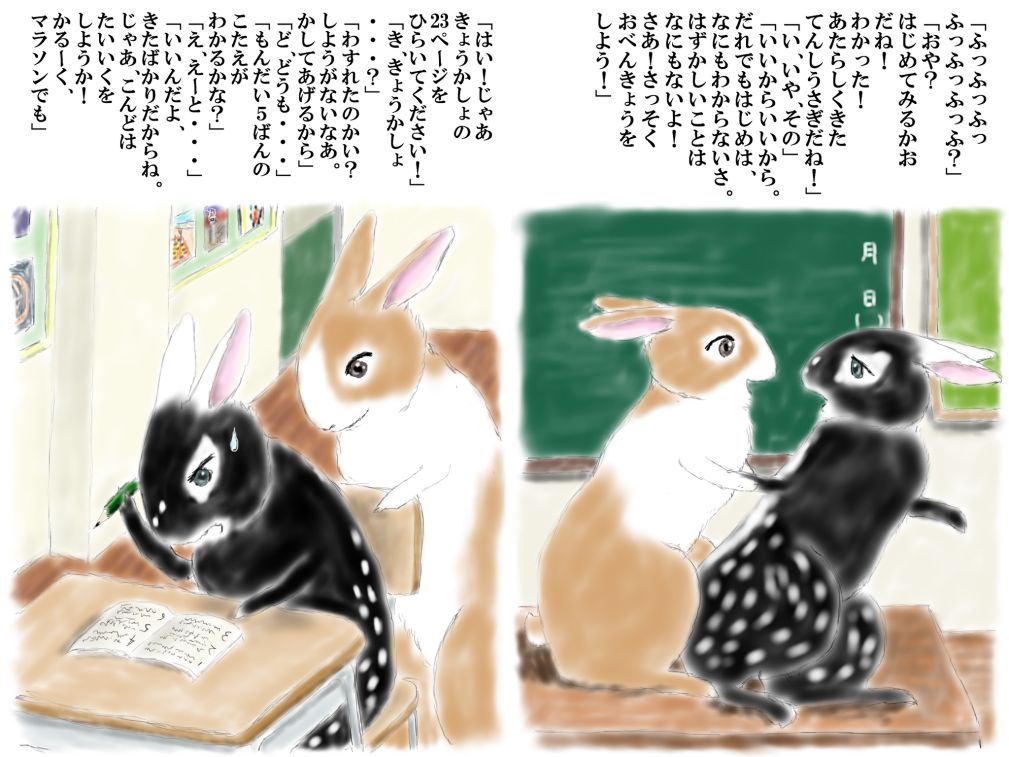 「ふっふっふっふっ
ふっふっふっふ?」
「おや?
はじめてみるかお
だね!
わかった!
あたらしくきた
てんしうさぎだね!」
「い、いや、その」
「いいからいいから。
だれでもはじめは、
なにもわからないさ。
はずかしいことは
なにもないよ!
さあ!さっそく
おべんきょうを
しよう!」
月
日
( )
「はい!じゃあ
きょうかしょの
23ページを
ひらいてください!」
「き、きょうかしょ
・・・?」
「わすれたのかい?
しようがないなあ。
かしてあげるから」
「ど、どうも・・・」
「もんだい5ばんの
こたえが
わかるかな?」
「え、えーと・・・」
「いいんだよ、
きたばかりだからね。
じゃあ、こんどは
たいいくを
しようか!
かるーく、
マラソンでも」
6
5
4
3
2
1